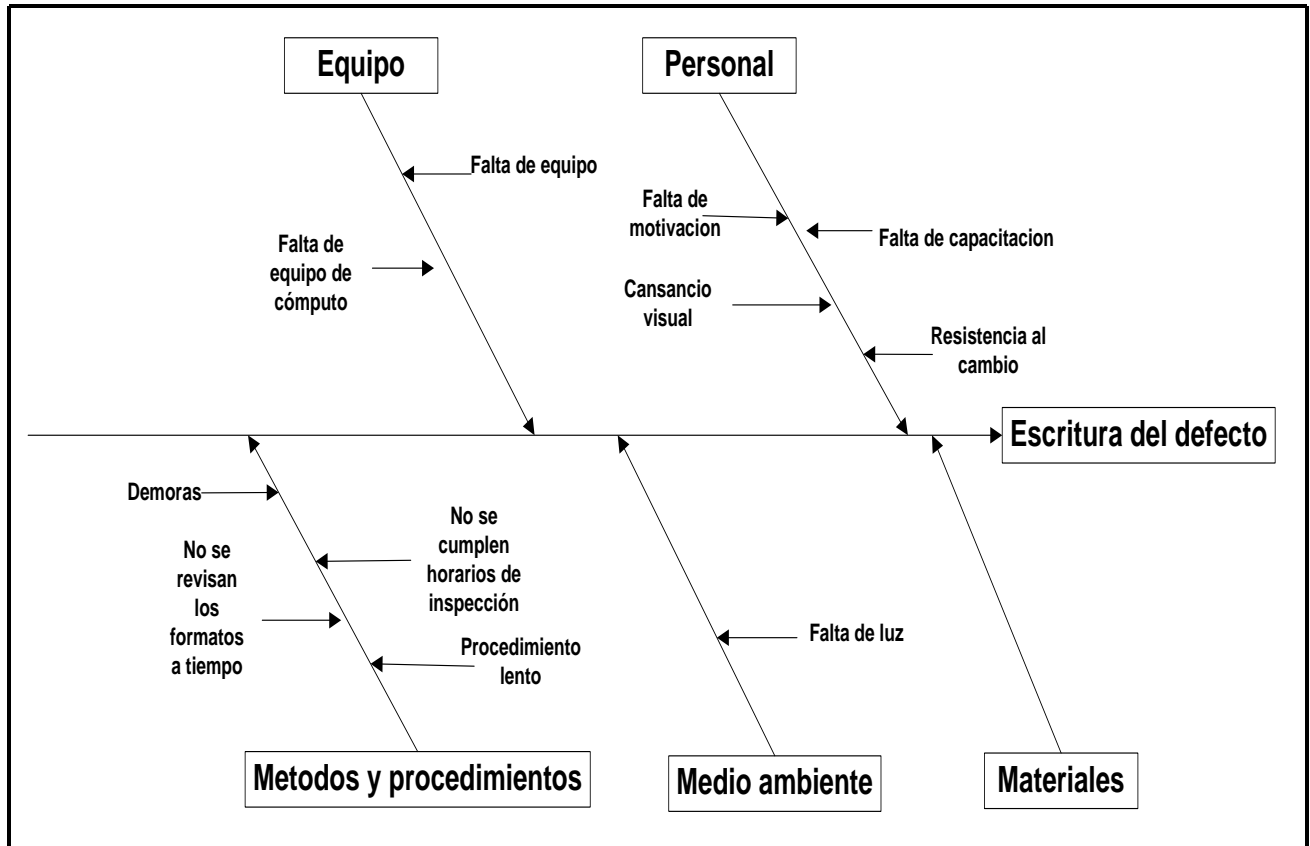 Equipo
Personal
Falta de equipo
Falta de
motivacion
Falta de capacitacion
Falta de
equipo de
cómputo
Cansancio
visual
Resistencia al
cambio
Escritura del defecto
Demoras
No se
cumplen
horarios de
inspección
No se
revisan
los
formatos
a tiempo
Procedimiento
lento
Falta de luz
Metodos y procedimientos
Medio ambiente
Materiales